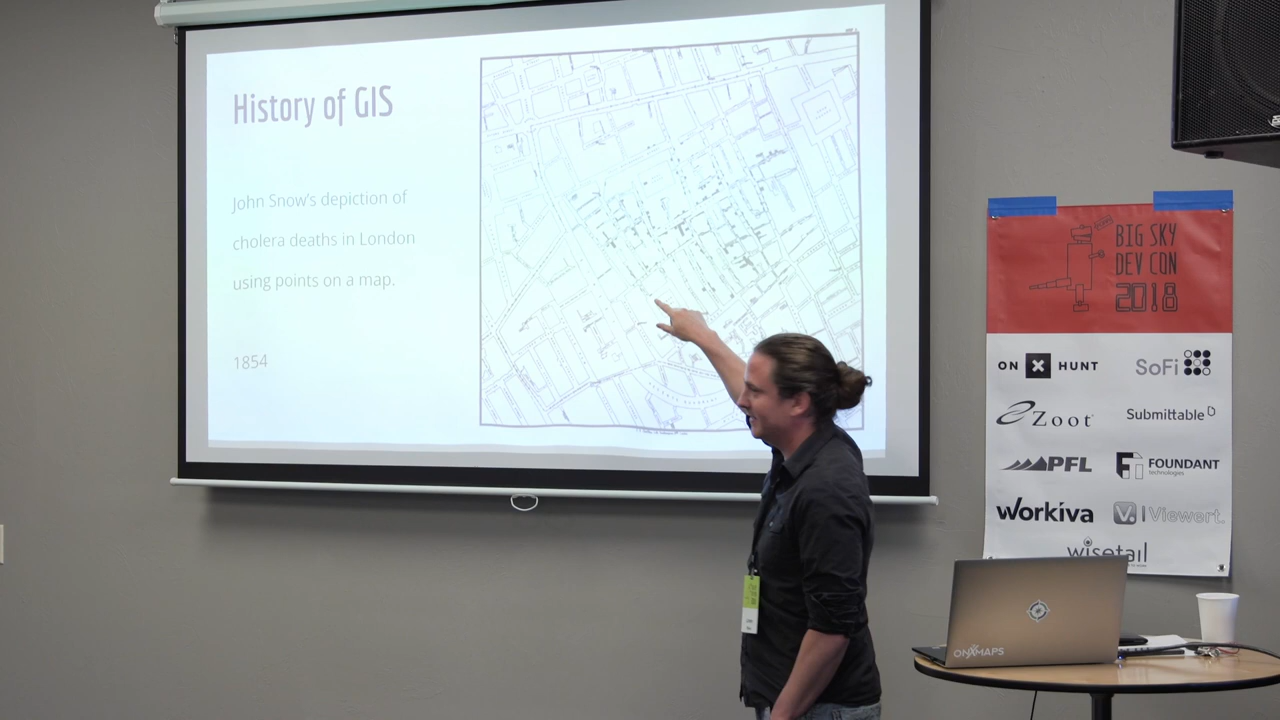 History of GIS
John Snow's depiction of
cholera deaths in London
using points on a map.
1854
BIG SKY
DEV CON
2018
ON X HUNT
SoFi
Zoot
Submittable
PFL
FOUNDANT
technologies
workiva
V. | Viewert.
wisetail
ONXMAPS